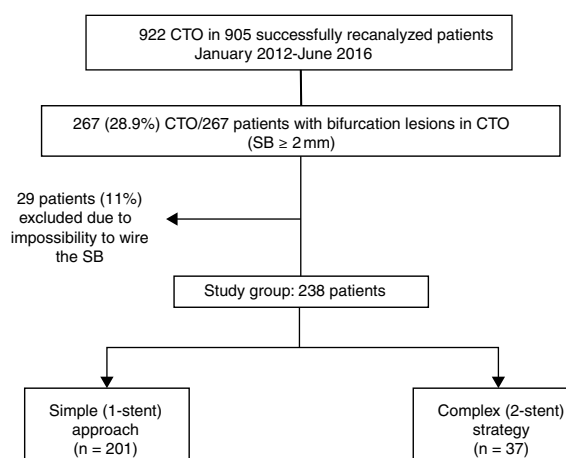 922 CTO in 905 successfully recanalyzed patients
January 2012-June 2016
267 (28.9%) CTO/267 patients with bifurcation lesions in CTO
(SB ≥ 2 mm)
29 patients (11%)
excluded due to
impossibility to wire
the SB
Study group: 238 patients
Simple (1-stent)
approach
(n = 201)
Complex (2-stent)
strategy
(n = 37)